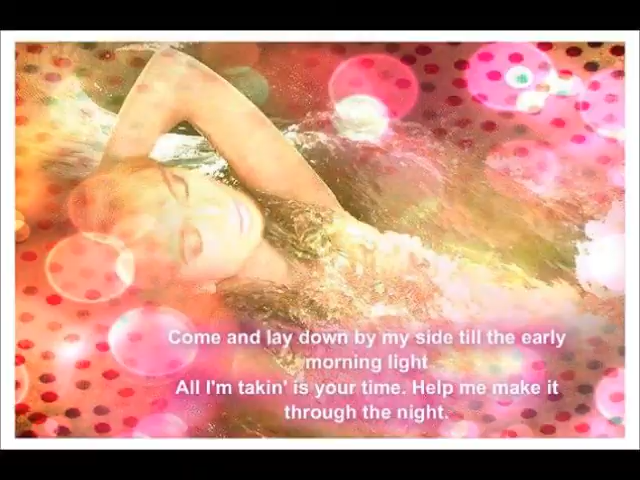 Come and lay down by my side till the early
morning light
All I'm takin' is your time. Help me make it
through the night.